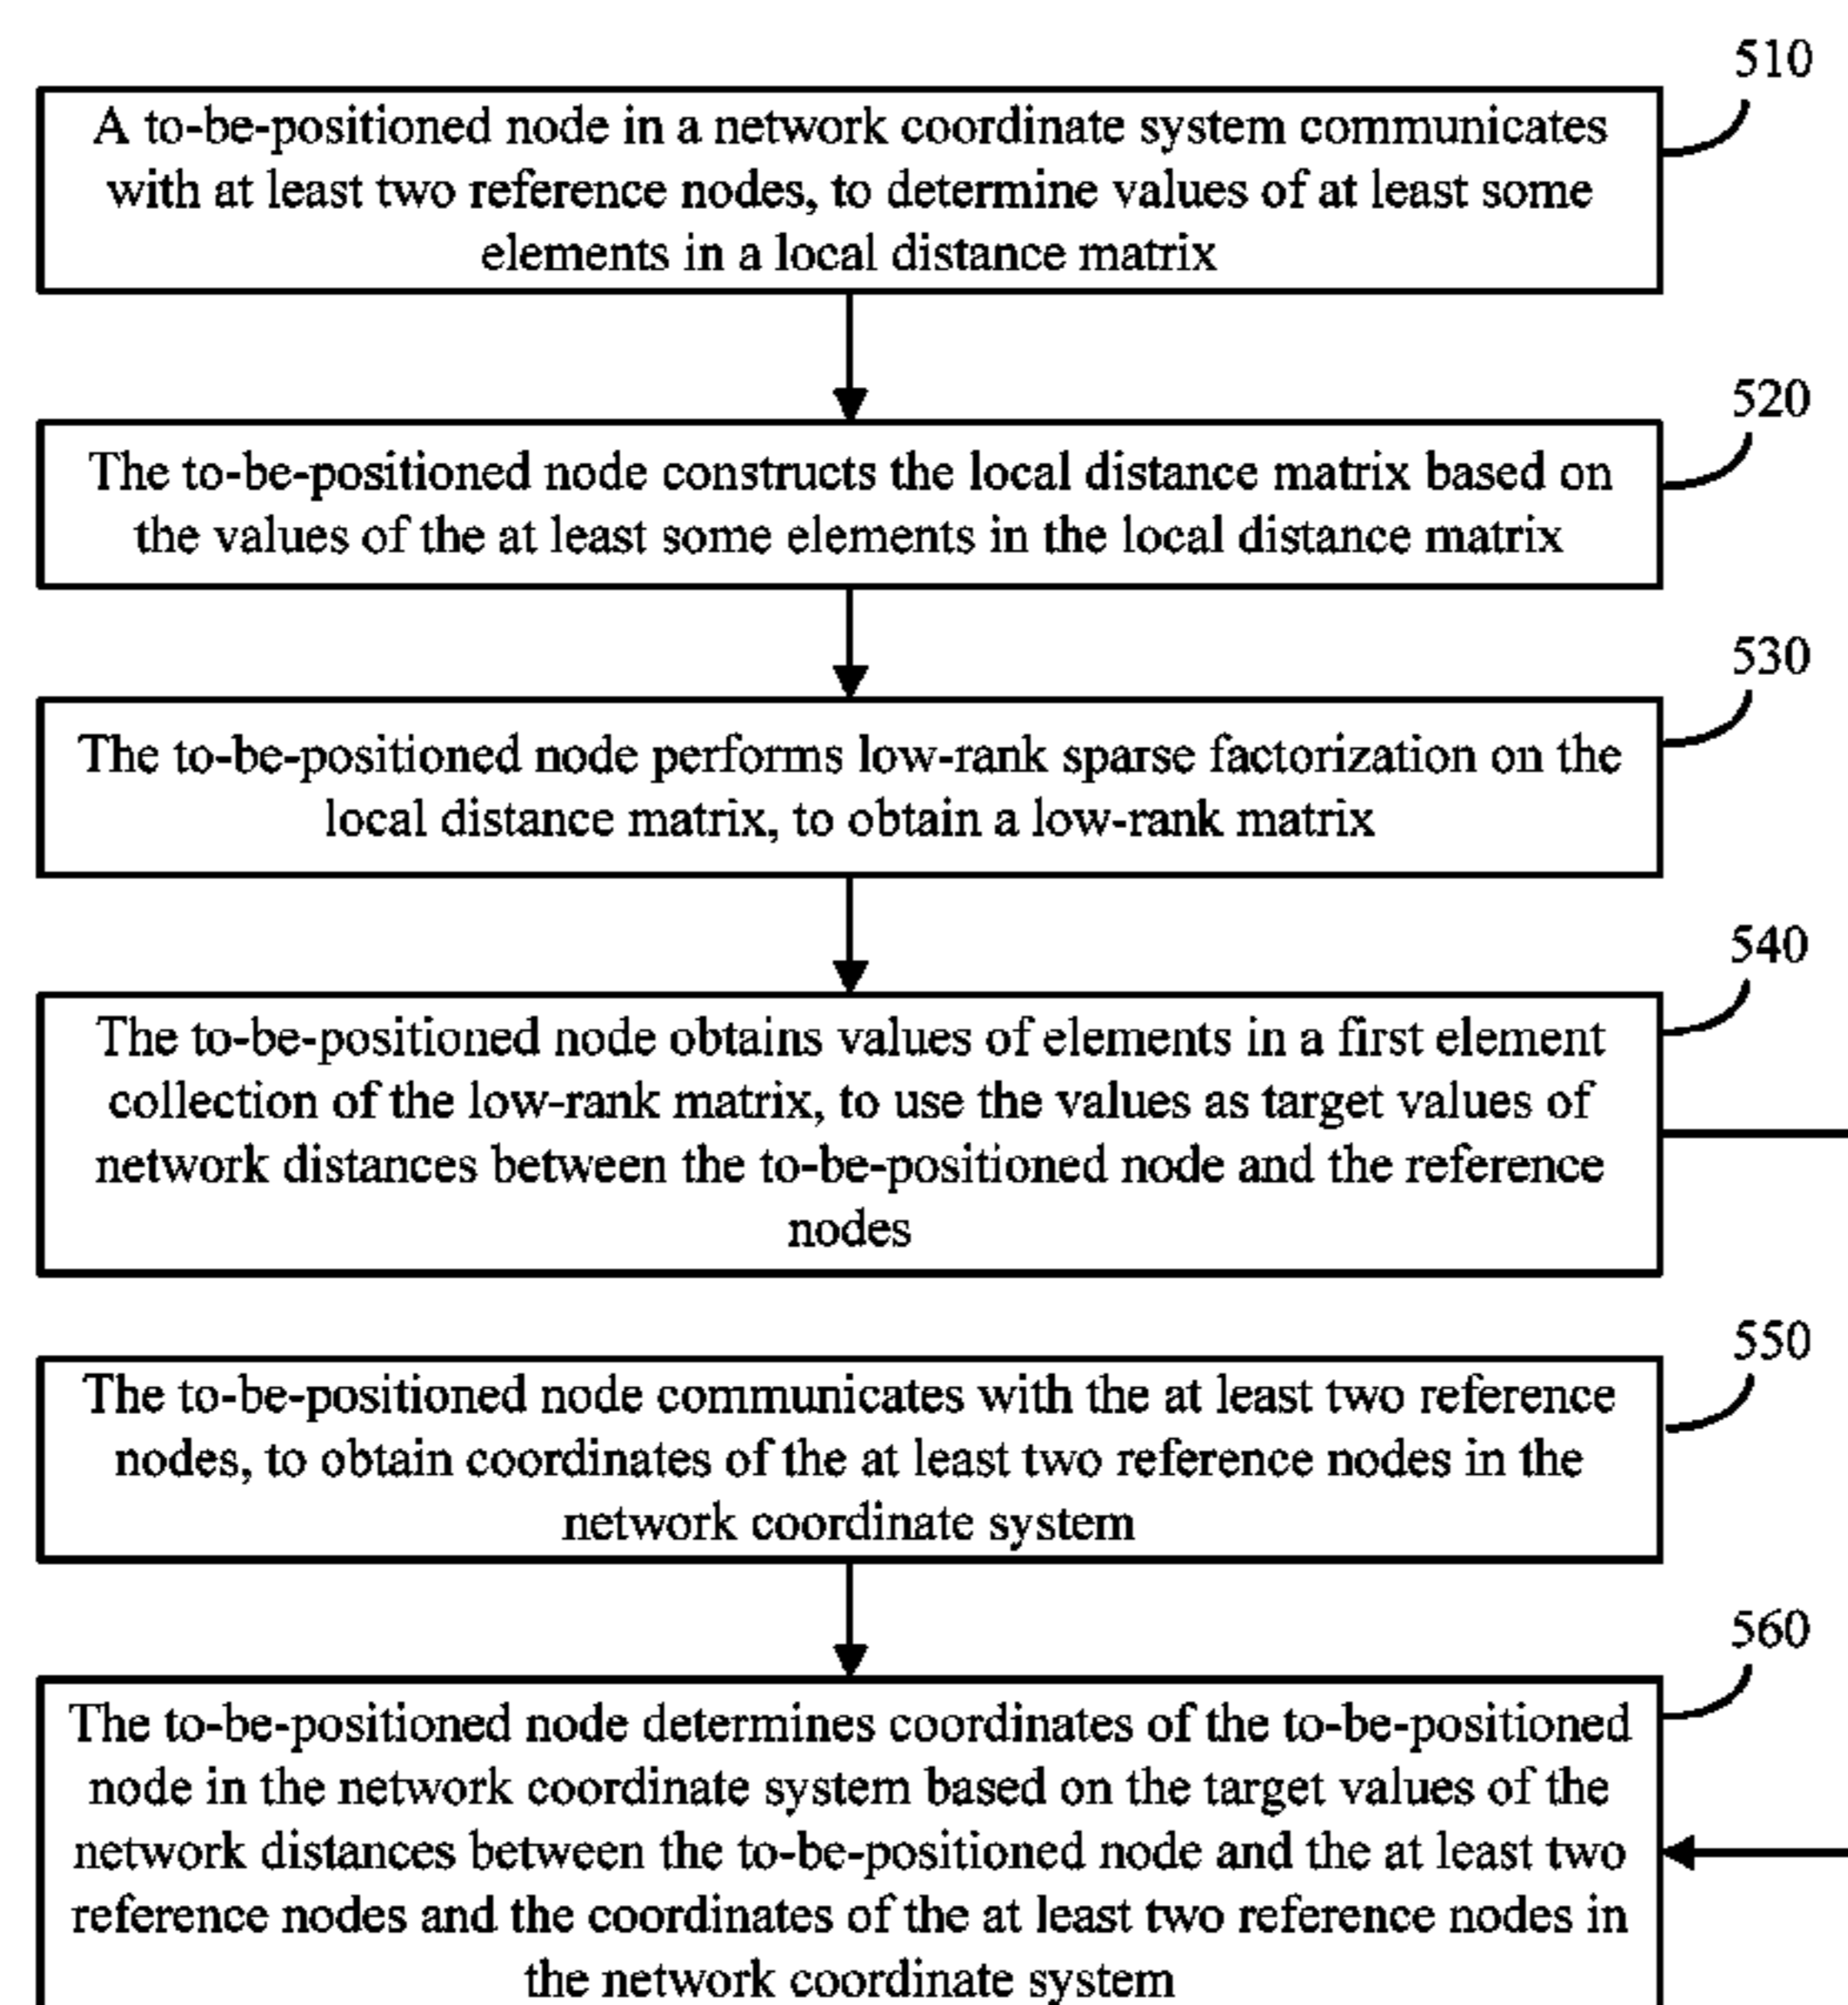 510
A to-be-positioned node in a network coordinate system communicates
with at least two reference nodes, to determine values of at least some
elements in a local distance matrix
520
The to-be-positioned node constructs the local distance matrix based on
the values of the at least some elements in the local distance matrix
530
The to-be-positioned node performs low-rank sparse factorization on the
local distance matrix, to obtain a low-rank matrix
540
The to-be-positioned node obtains values of elements in a first element
collection of the low-rank matrix, to use the values as target values of
network distances between the to-be-positioned node and the reference
nodes
550
The to-be-positioned node communicates with the at least two reference
nodes, to obtain coordinates of the at least two reference nodes in the
network coordinate system
560
The to-be-positioned node determines coordinates of the to-be-positioned
node in the network coordinate system based on the target values of the
network distances between the to-be-positioned node and the at least two
reference nodes and the coordinates of the at least two reference nodes in
the network coordinate system